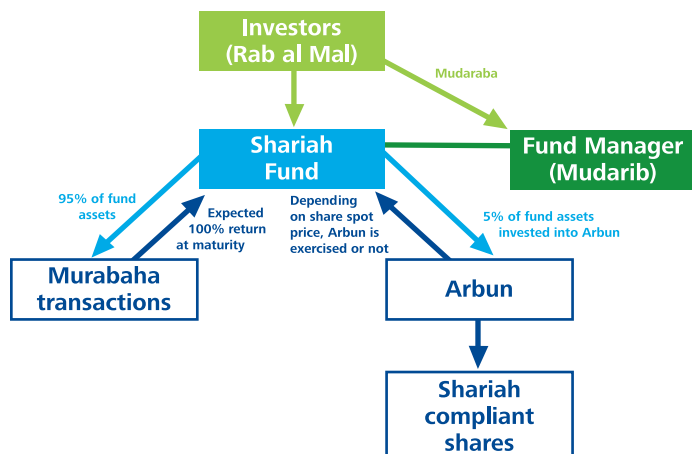 Investors
(Rab al Mal)
Mudaraba
Shariah
Fund
Fund Manager
(Mudarib)
95% of fund
assets
Expected
100% return
at maturity
Depending
on share spot
price, Arbun is
exercised or not
5% of fund assets
invested into Arbun
Murabaha
transactions
Arbun
Shariah
compliant
shares